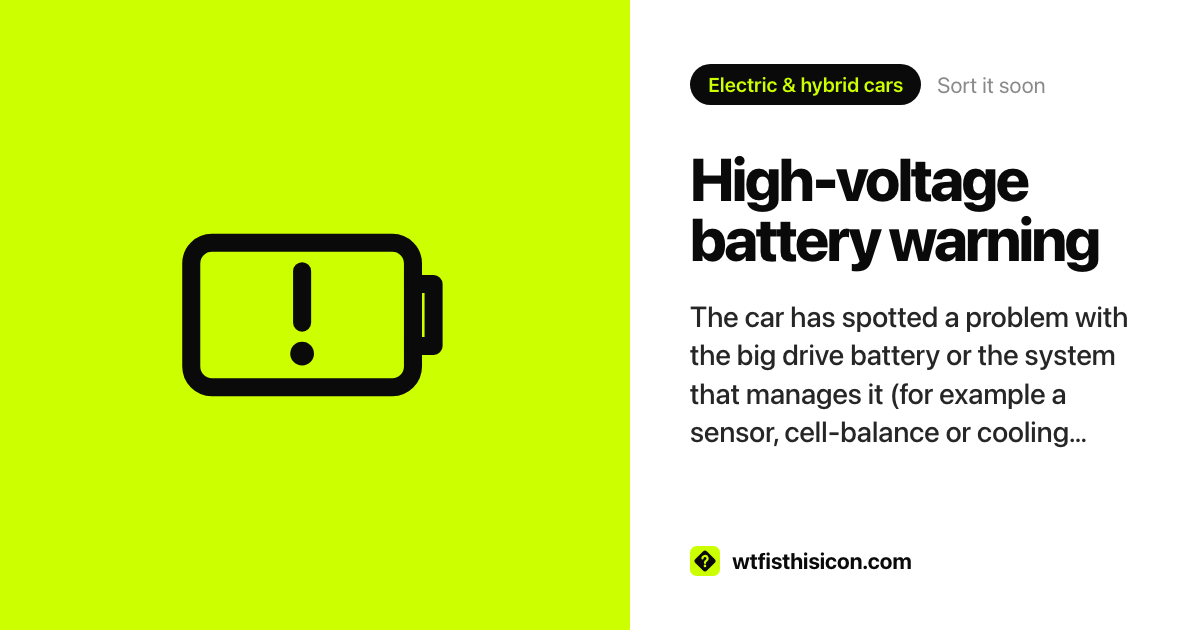 Electric & hybrid cars
Sort it soon
High-voltage
battery warning
The car has spotted a problem with
the big drive battery or the system
that manages it (for example a
sensor, cell-balance or cooling...
wtfisthisicon.com